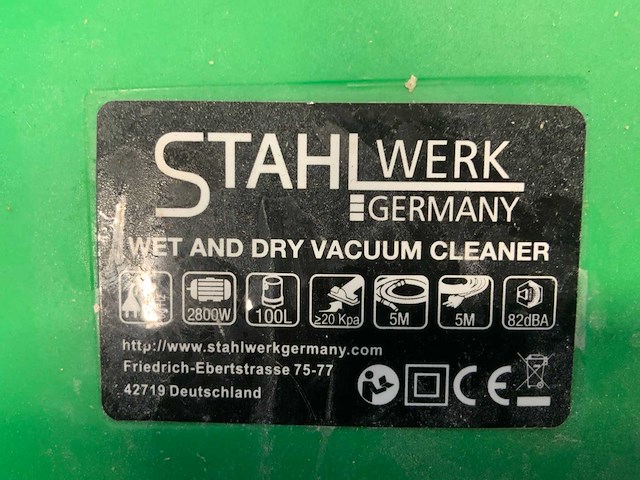 STAHLWERK
GERMANY
WET AND DRY VACUUM CLEANER
2800W 100L ≥20 Kpa 5M 5M 82dBA
http://www.stahlwerkgermany.com
Friedrich-Ebertstrasse 75-77
42719 Deutschland
CE